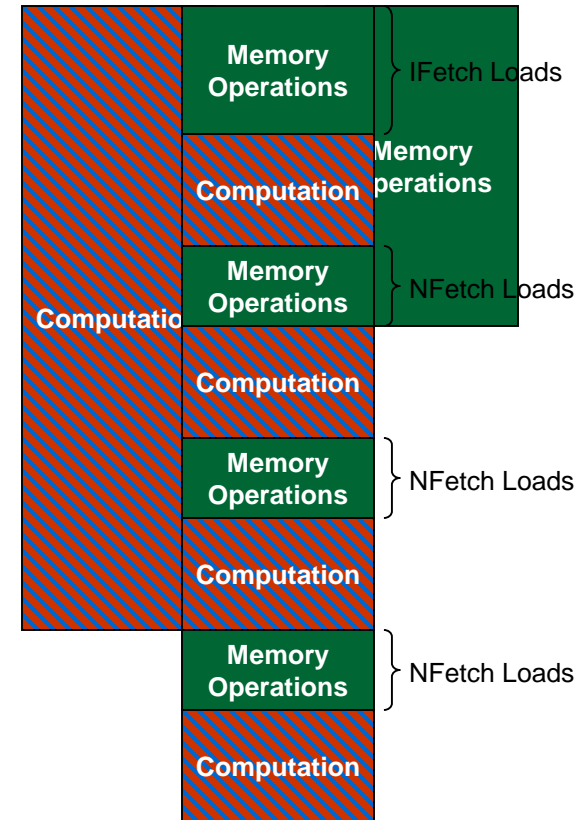 Memory
Operations
IFetch Loads
Memory
perations
Computation
Memory
Operations
NFetch Loads
Computatio
Computation
Memory
Operations
NFetch Loads
Computation
Memory
Operations
NFetch Loads
Computation